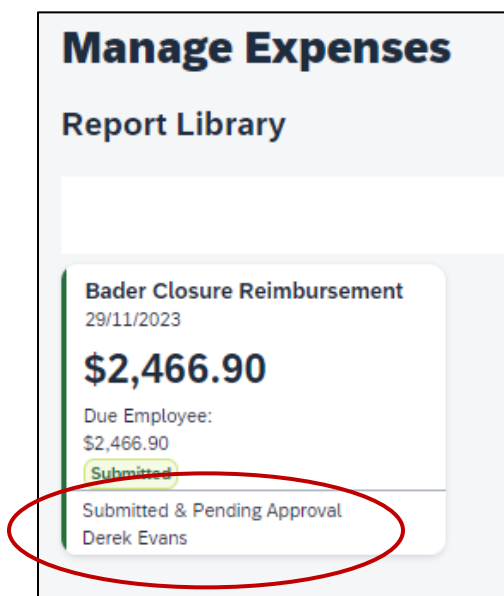 Manage Expenses
Report Library
Bader Closure Reimbursement
29/11/2023
$2,466.90
Due Employee:
$2,466.90
Submitted
Submitted & Pending Approval
Derek Evans